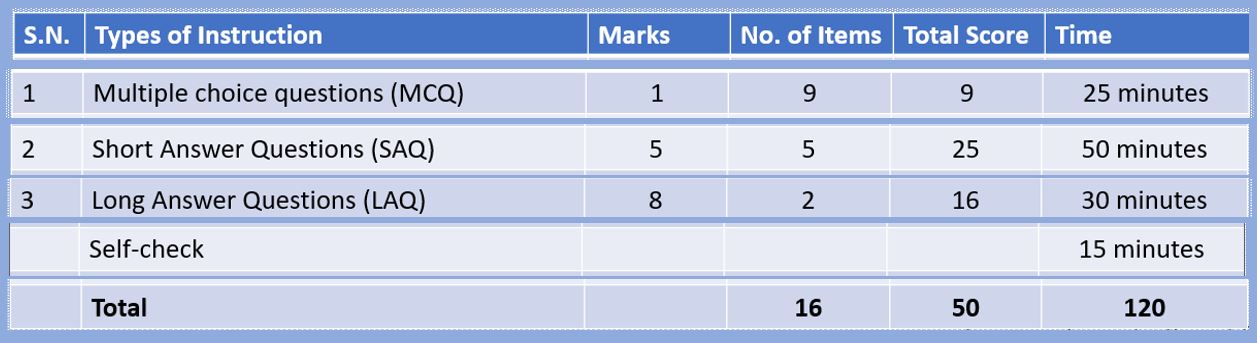 S.N. Types of Instruction Marks No. of Items Total Score Time
1 Multiple choice questions (MCQ) 1 9 9 25 minutes
2 Short Answer Questions (SAQ) 5 5 25 50 minutes
3 Long Answer Questions (LAQ) 8 2 16 30 minutes
Self-check 15 minutes
Total 16 50 120